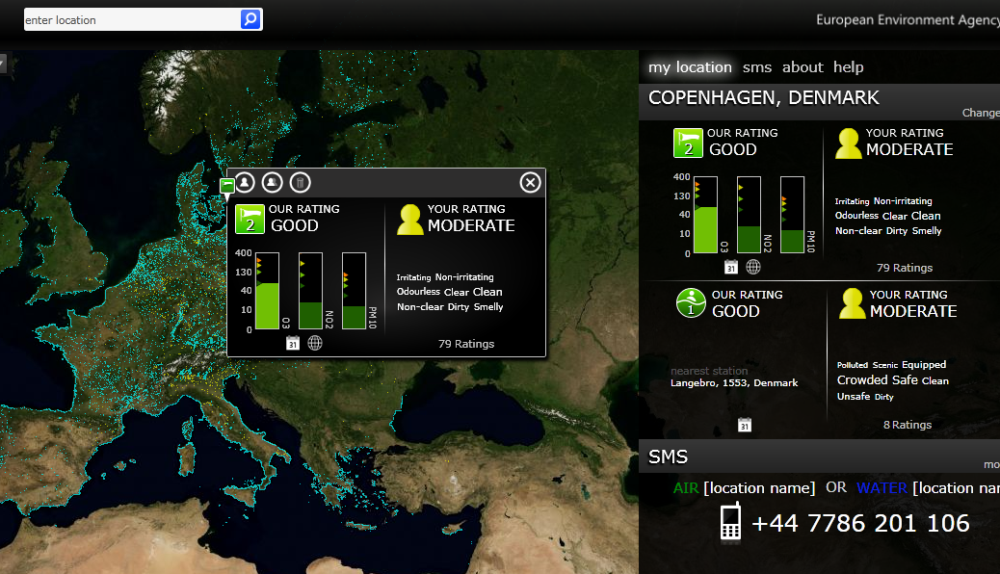 enter location
European Environment Agency
my location sms about help
COPENHAGEN, DENMARK
Change
2
OUR RATING
GOOD
YOUR RATING
MODERATE
400
130
40
10
0
O3
NO2
PM10
31
Irritating Non-irritating
Odourless Clear Clean
Non-clear Dirty Smelly
79 Ratings
1
OUR RATING
GOOD
YOUR RATING
MODERATE
nearest station
Langebro, 1553, Denmark
31
Polluted Scenic Equipped
Crowded Safe Clean
Unsafe Dirty
8 Ratings
2
OUR RATING
GOOD
YOUR RATING
MODERATE
400
130
40
10
0
O3
NO2
PM10
31
Irritating Non-irritating
Odourless Clear Clean
Non-clear Dirty Smelly
79 Ratings
SMS
mo
AIR [location name] OR WATER [location nar
+44 7786 201 106